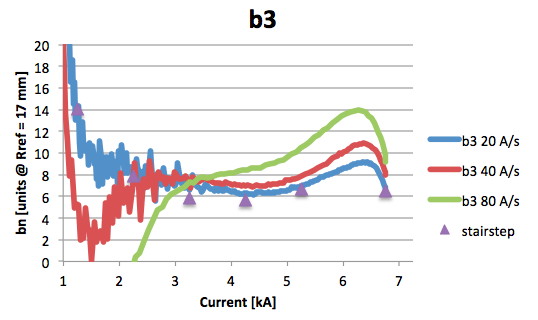 b3
bn [units @ Rref = 17 mm]
20
18
16
14
12
10
8
6
4
2
0
1 2 3 4 5 6 7
Current [kA]
b3 20 A/s
b3 40 A/s
b3 80 A/s
stairstep